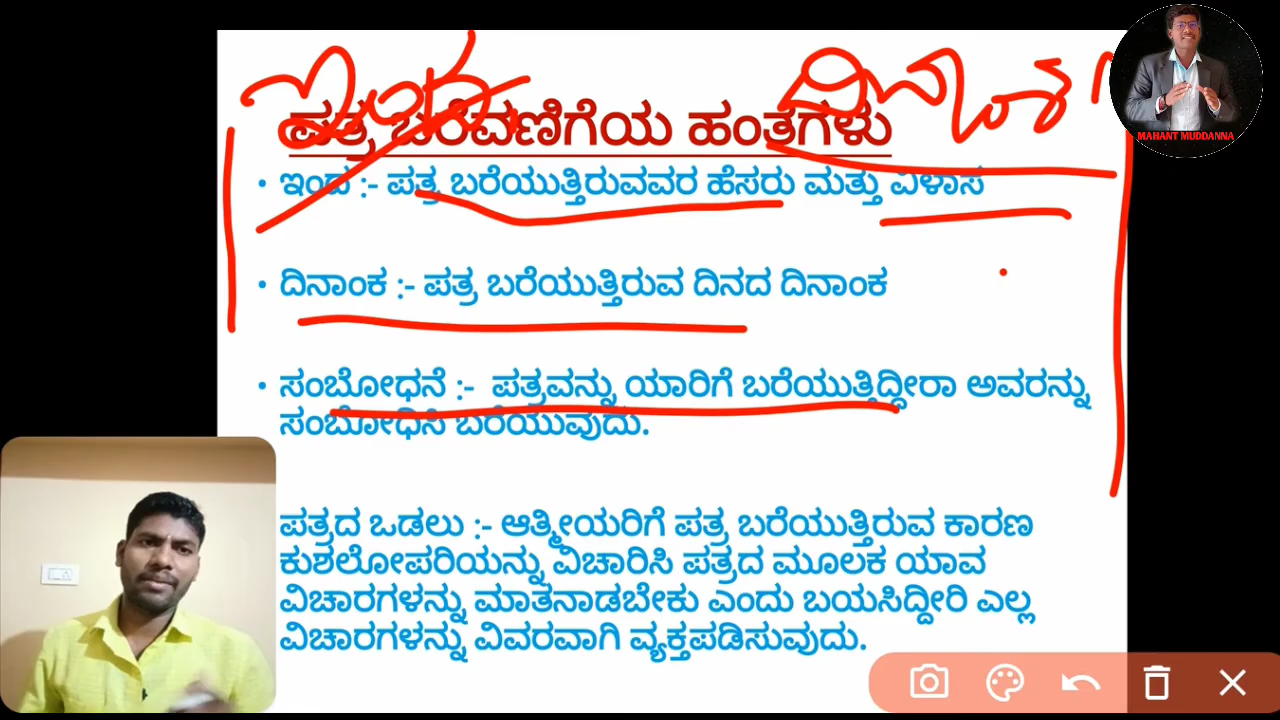 ಇಂದ, ದಿನಾಂಕ
MAHANT MUDDANNA
ಪತ್ರ ಬರೆವಣಿಗೆಯ ಹಂತಗಳು
• ಇಂದ :- ಪತ್ರ ಬರೆಯುತ್ತಿರುವವರ ಹೆಸರು ಮತ್ತು ವಿಳಾಸ
• ದಿನಾಂಕ :- ಪತ್ರ ಬರೆಯುತ್ತಿರುವ ದಿನದ ದಿನಾಂಕ
• ಸಂಬೋಧನೆ :- ಪತ್ರವನ್ನು ಯಾರಿಗೆ ಬರೆಯುತ್ತಿದ್ದೀರಾ ಅವರನ್ನು
ಸಂಬೋಧಿಸಿ ಬರೆಯುವುದು.
ಪತ್ರದ ಒಡಲು :- ಆತ್ಮೀಯರಿಗೆ ಪತ್ರ ಬರೆಯುತ್ತಿರುವ ಕಾರಣ
ಕುಶಲೋಪರಿಯನ್ನು ವಿಚಾರಿಸಿ ಪತ್ರದ ಮೂಲಕ ಯಾವ
ವಿಚಾರಗಳನ್ನು ಮಾತನಾಡಬೇಕು ಎಂದು ಬಯಸಿದ್ದೀರಿ ಎಲ್ಲ
ವಿಚಾರಗಳನ್ನು ವಿವರವಾಗಿ ವ್ಯಕ್ತಪಡಿಸುವುದು.